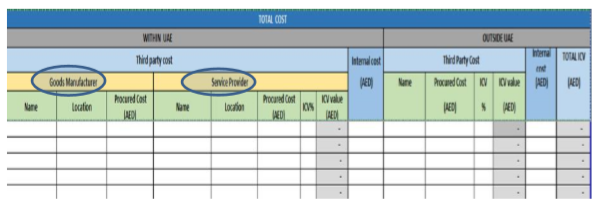 TOTAL COST
WITHIN UAE OUTSIDE UAE
Third party cost Internal cost (AED) Third Party Cost Internal cost (AED) TOTAL ICV (AED)
Goods Manufacturer Service Provider
Name Location Procured Cost (AED) Name Location Procured Cost (AED) ICV% ICV value (AED) Name Procured Cost (AED) ICV % ICV value (AED)
- - -
- - -
- - -
- - -
- - -